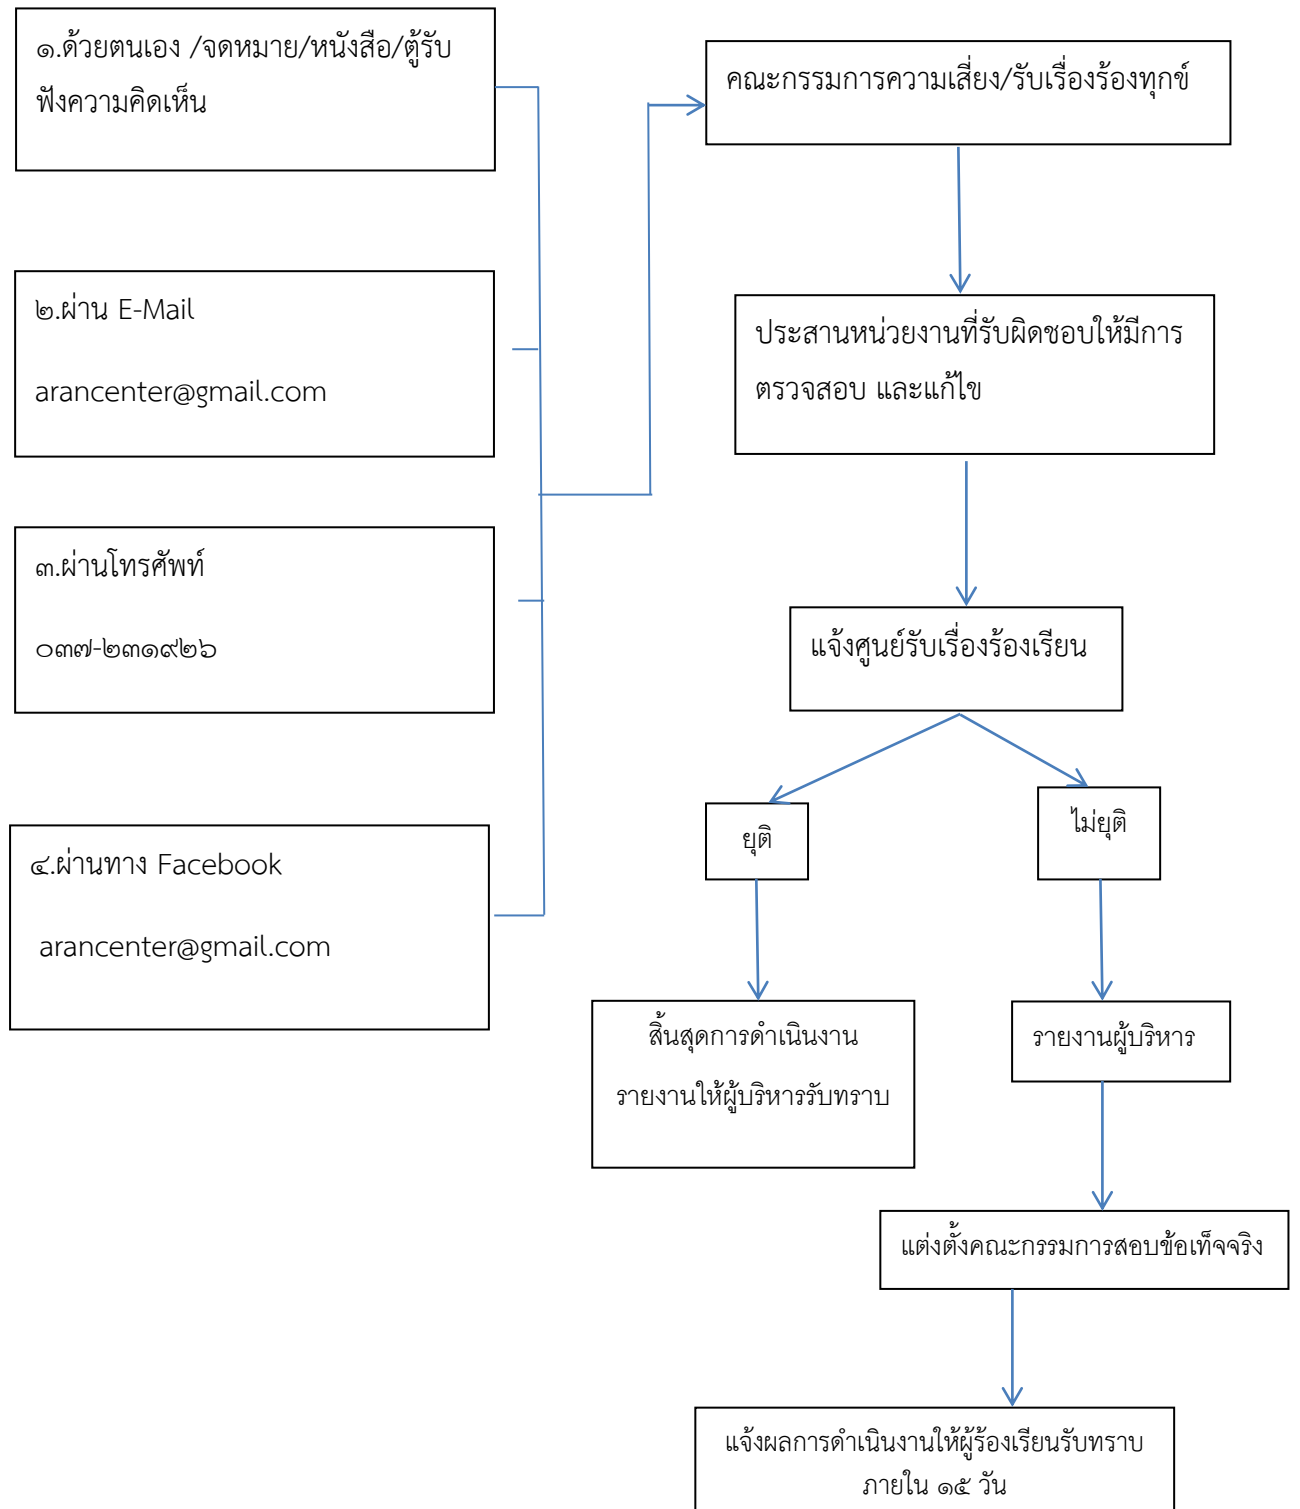 ๑.ด้วยตนเอง /จดหมาย/หนังสือ/ตู้รับ
ฟังความคิดเห็น
๒.ผ่าน E-Mail
arancenter@gmail.com
๓.ผ่านโทรศัพท์
๐๓๗-๒๓๑๙๒๖
๔.ผ่านทาง Facebook
arancenter@gmail.com
คณะกรรมการความเสี่ยง/รับเรื่องร้องทุกข์
ประสานหน่วยงานที่รับผิดชอบให้มีการ
ตรวจสอบ และแก้ไข
แจ้งศูนย์รับเรื่องร้องเรียน
ยุติ
ไม่ยุติ
สิ้นสุดการดำเนินงาน
รายงานให้ผู้บริหารรับทราบ
รายงานผู้บริหาร
แต่งตั้งคณะกรรมการสอบข้อเท็จจริง
แจ้งผลการดำเนินงานให้ผู้ร้องเรียนรับทราบ
ภายใน ๑๕ วัน